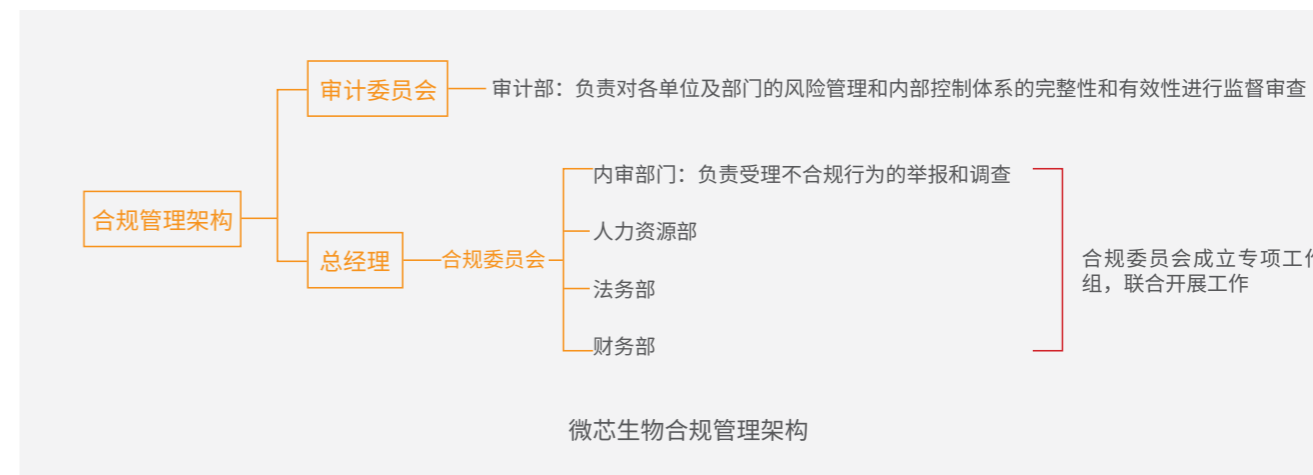 审计委员会
审计部：负责对各单位及部门的风险管理和内部控制体系的完整性和有效性进行监督审查
内审部门：负责受理不合规行为的举报和调查
合规管理架构
人力资源部
总经理
合规委员会
合规委员会成立专项工
组，联合开展工作
法务部
财务部
微芯生物合规管理架构